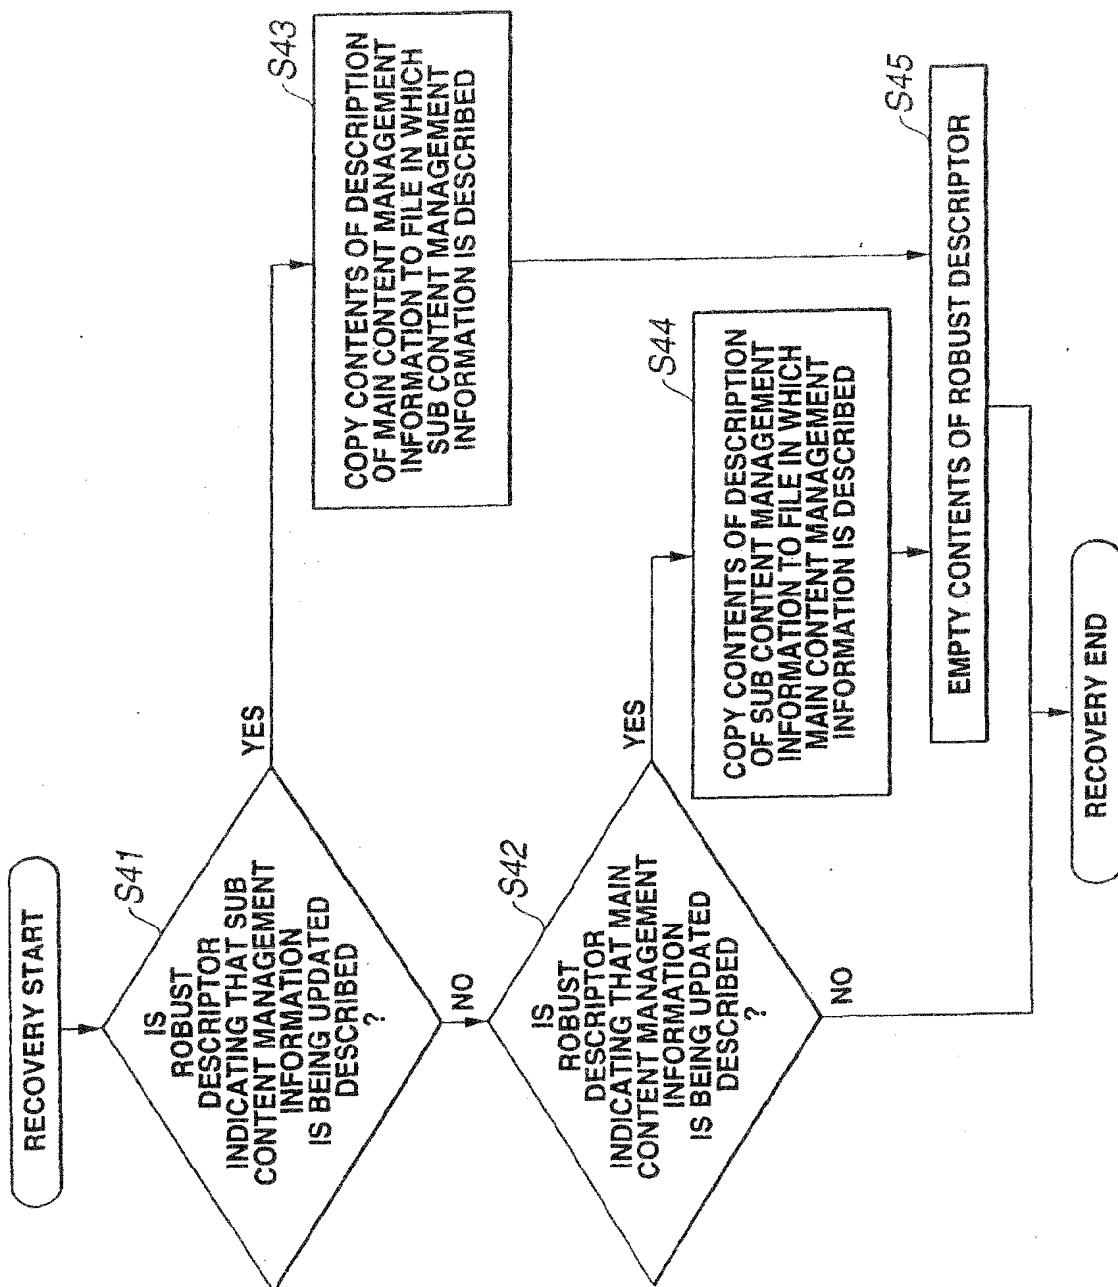 RECOVERY START
S41
IS
ROBUST
DESCRIPTOR
INDICATING THAT SUB
CONTENT MANAGEMENT
INFORMATION
IS BEING UPDATED
DESCRIBED
?
YES
NO
S43
COPY CONTENTS OF DESCRIPTION
OF MAIN CONTENT MANAGEMENT
INFORMATION TO FILE IN WHICH
SUB CONTENT MANAGEMENT
INFORMATION IS DESCRIBED
S42
IS
ROBUST
DESCRIPTOR
INDICATING THAT MAIN
CONTENT MANAGEMENT
INFORMATION
IS BEING UPDATED
DESCRIBED
?
YES
NO
S44
COPY CONTENTS OF DESCRIPTION
OF SUB CONTENT MANAGEMENT
INFORMATION TO FILE IN WHICH
MAIN CONTENT MANAGEMENT
INFORMATION IS DESCRIBED
S45
EMPTY CONTENTS OF ROBUST DESCRIPTOR
RECOVERY END